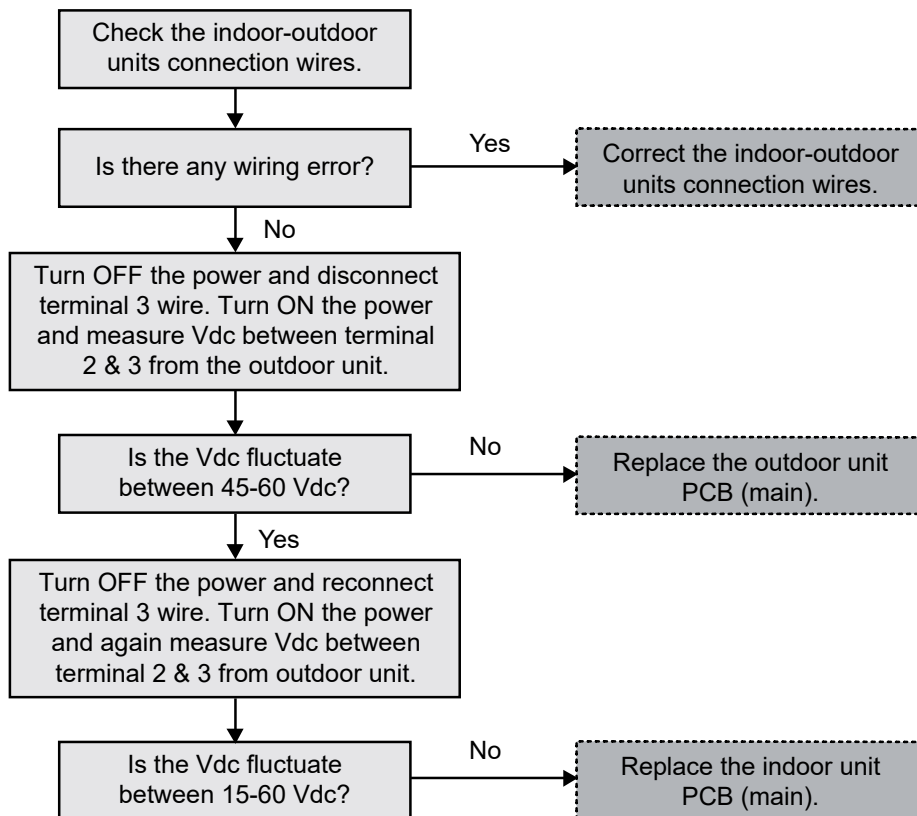 Check the indoor-outdoor
units connection wires.
Is there any wiring error?
Yes
Correct the indoor-outdoor
units connection wires.
No
Turn OFF the power and disconnect
terminal 3 wire. Turn ON the power
and measure Vdc between terminal
2 & 3 from the outdoor unit.
Is the Vdc fluctuate
between 45-60 Vdc?
No
Replace the outdoor unit
PCB (main).
Yes
Turn OFF the power and reconnect
terminal 3 wire. Turn ON the power
and again measure Vdc between
terminal 2 & 3 from outdoor unit.
Is the Vdc fluctuate
between 15-60 Vdc?
No
Replace the indoor unit
PCB (main).